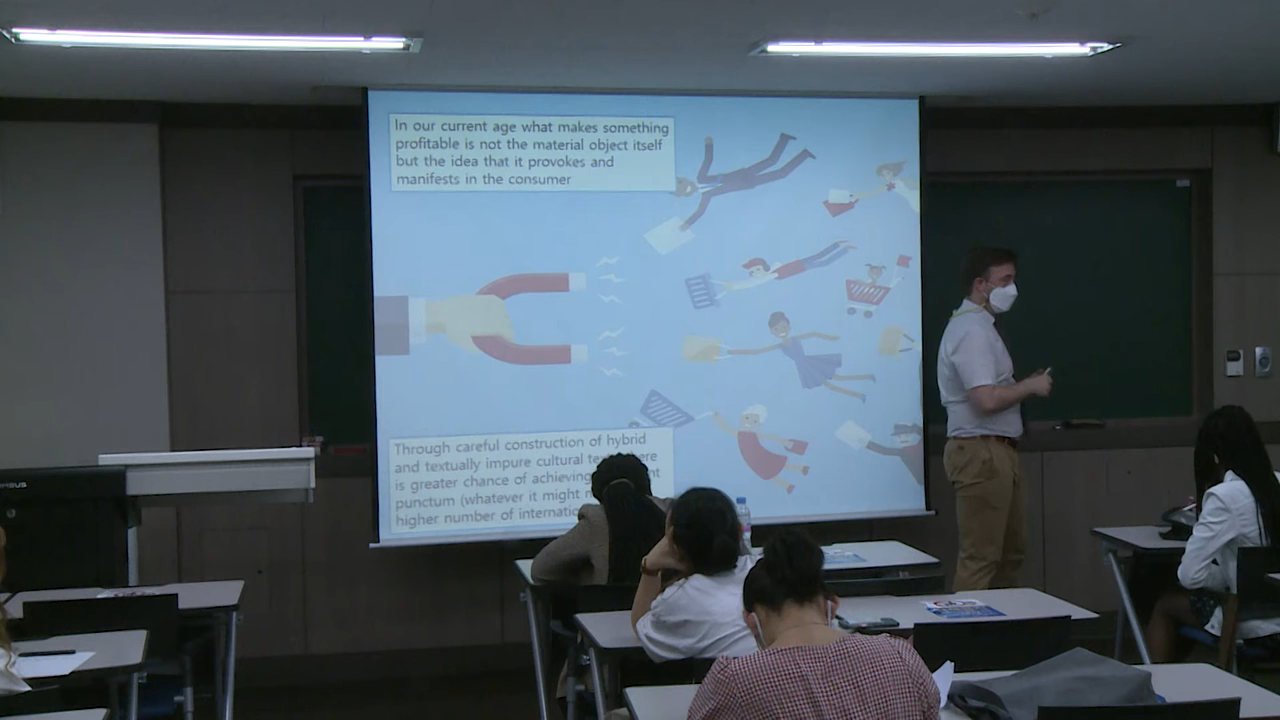 In our current age what makes something
profitable is not the material object itself
but the idea that it provokes and
manifests in the consumer
Through careful construction of hybrid
and textually impure cultural
is greater chance of achieving
punctum (whatever it might
higher number of